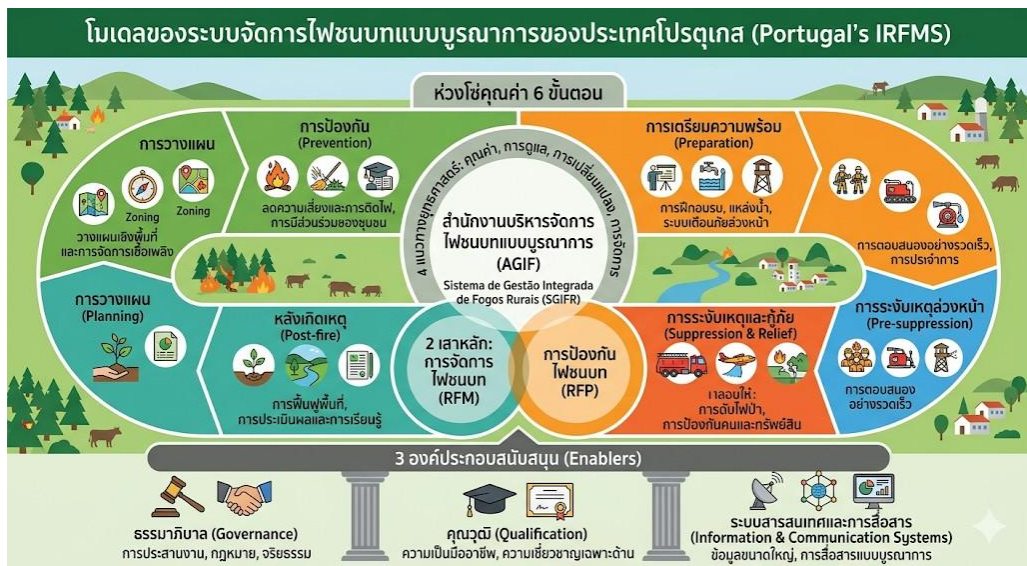 โมเดลของระบบจัดการไฟชนบทแบบบูรณาการของประเทศโปรตุเกส (Portugal's IRFMS)
ห่วงโซ่คุณค่า 6 ขั้นตอน
การวางแผน
Zoning
Zoning
วางแผนเชิงพื้นที่
และการจัดการเชื้อเพลิง
การป้องกัน
(Prevention)
ลดความเสี่ยงและการติดไฟ,
การมีส่วนร่วมของชุมชน
4 แนวทางยุทธศาสตร์: คุณค่า, การดูแล, การเปลี่ยนแปลง, การจัดการ
สำนักงานบริหารจัดการ
ไฟชนบทแบบบูรณาการ
(AGIF)
Sistema de Gestão Integrada
de Fogos Rurais (SGIFR)
การเตรียมความพร้อม
(Preparation)
การฝึกอบรบ, แหล่งน้ำ,
ระบบเตือนภัยล่วงหน้า
การตอบสนองอย่างรวดเร็ว,
การประจำการ
การวางแผน
(Planning)
หลังเกิดเหตุ
(Post-fire)
การฟื้นฟูพื้นที่,
การประเมินผลและการเรียนรู้
2 เสาหลัก:
การจัดการ
ไฟชนบท
(RFM)
การป้องกัน
ไฟชนบท
(RFP)
การระงับเหตุและกู้ภัย
(Suppression & Relief)
การดับไฟป่า,
การป้องกันคนและทรัพย์สิน
การระงับเหตุล่วงหน้า
(Pre-suppression)
การตอบสนอง
อย่างรวดเร็ว
3 องค์ประกอบสนับสนุน (Enablers)
ธรรมาภิบาล (Governance)
การประสานงาน, กฎหมาย, จริยธรรม
คุณวุฒิ (Qualification)
ความเป็นมืออาชีพ, ความเชี่ยวชาญเฉพาะด้าน
ระบบสารสนเทศและการสื่อสาร
(Information & Communication Systems)
ข้อมูลขนาดใหญ่, การสื่อสารแบบบูรณาการ